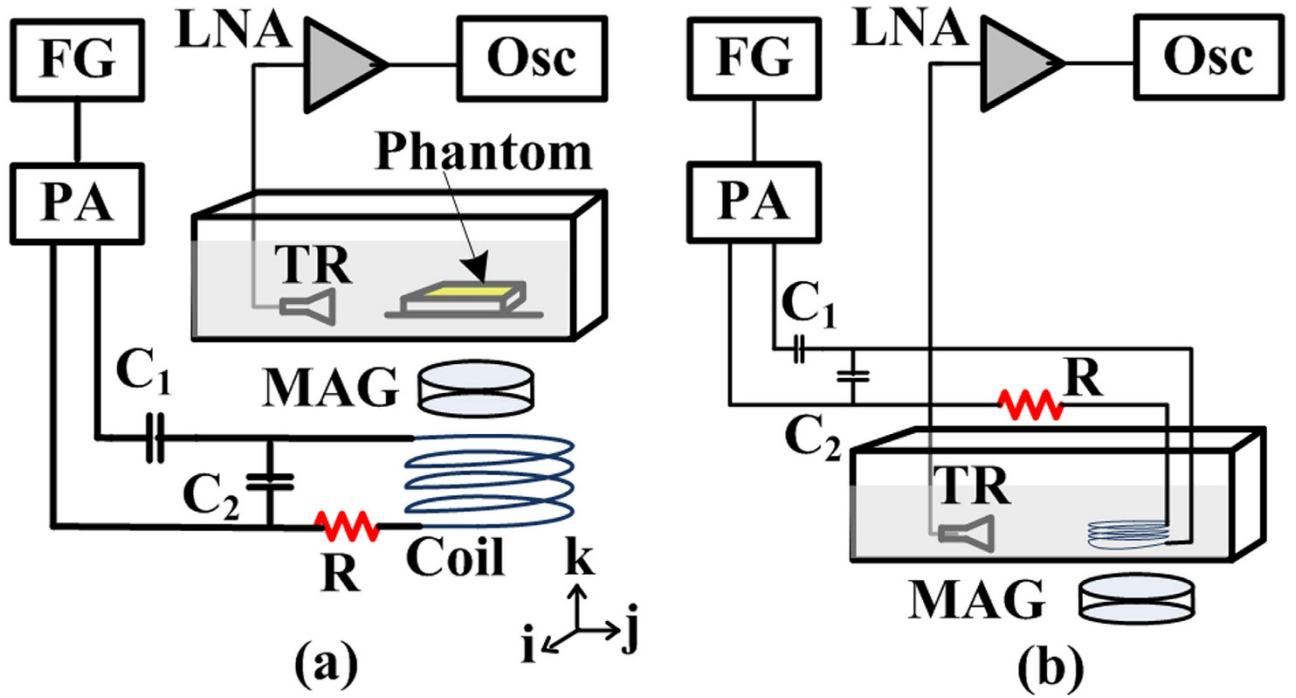 FG
LNA
Osc
PA
Phantom
TR
C1
MAG
C2
R
Coil
k
i
j
(a)
FG
LNA
Osc
PA
C1
R
C2
TR
MAG
(b)